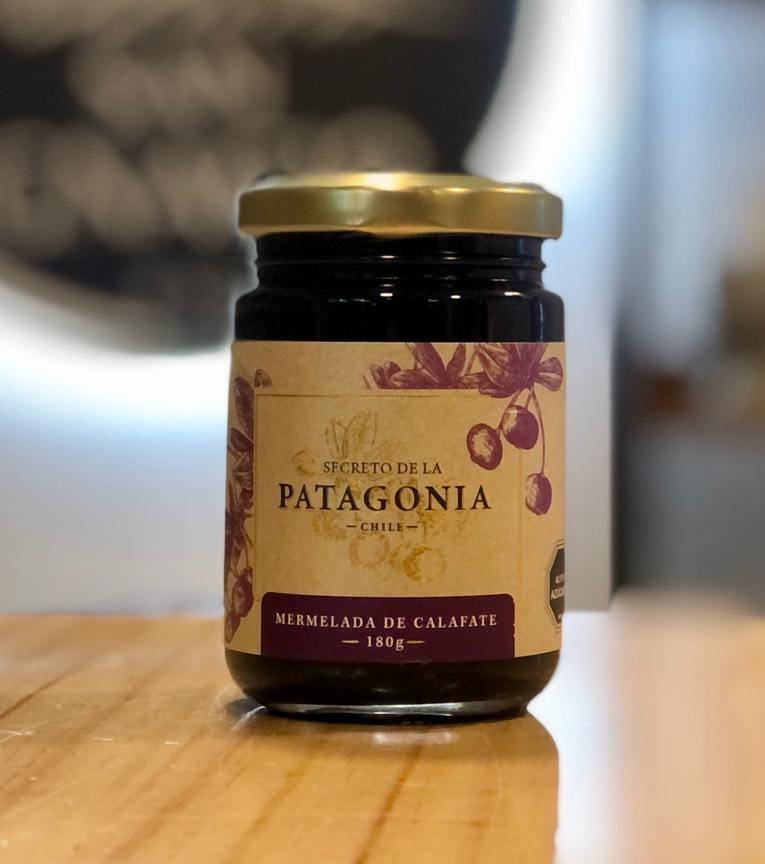 SECRETO DE LA
PATAGONIA
CHILE
MERMELADA DE CALAFATE
180g